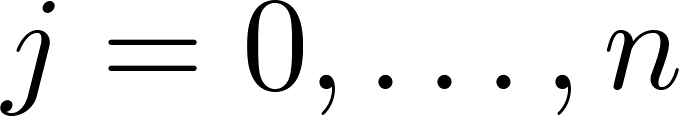 j = 0, . . . , n